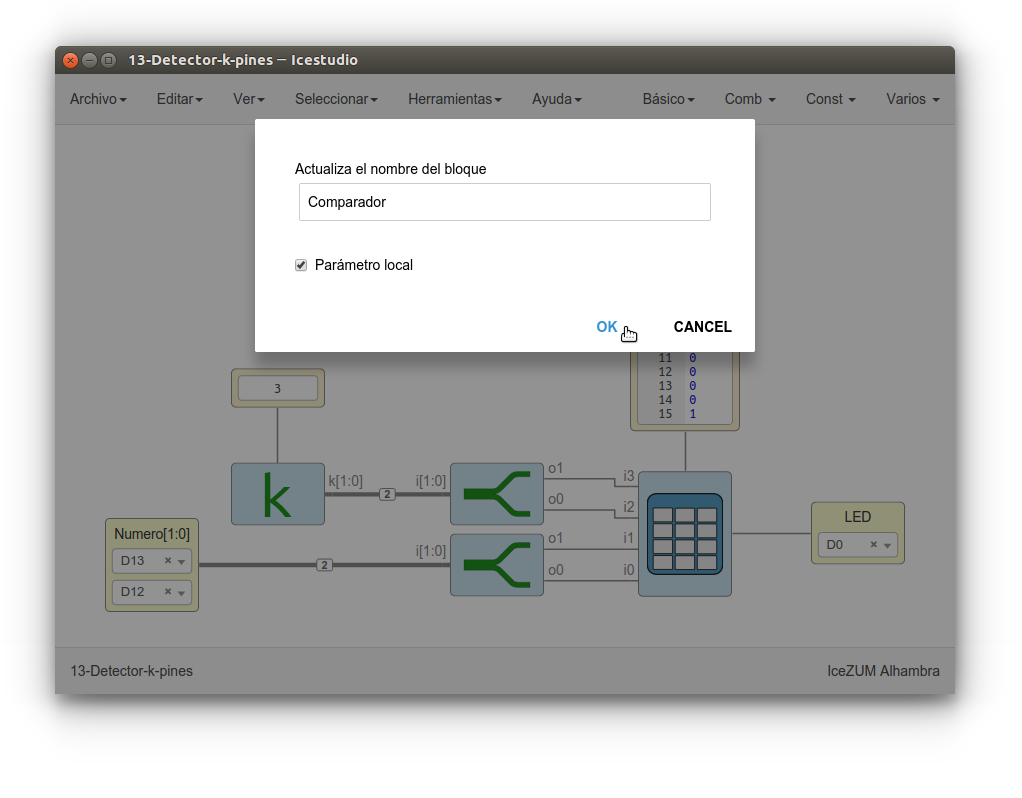 13-Detector-k-pines – Icestudio
Archivo Editar Ver Seleccionar Herramientas Ayuda Básico Comb Const Varios
Actualiza el nombre del bloque
Comparador
Parámetro local
OK CANCEL
11 0
12 0
13 0
14 0
15 1
3
k
k[1:0] 2 i[1:0]
o1
o0
i3
i2
i1
i0
Numero[1:0]
D13
D12
2
i[1:0]
o1
o0
LED
D0
13-Detector-k-pines IceZUM Alhambra